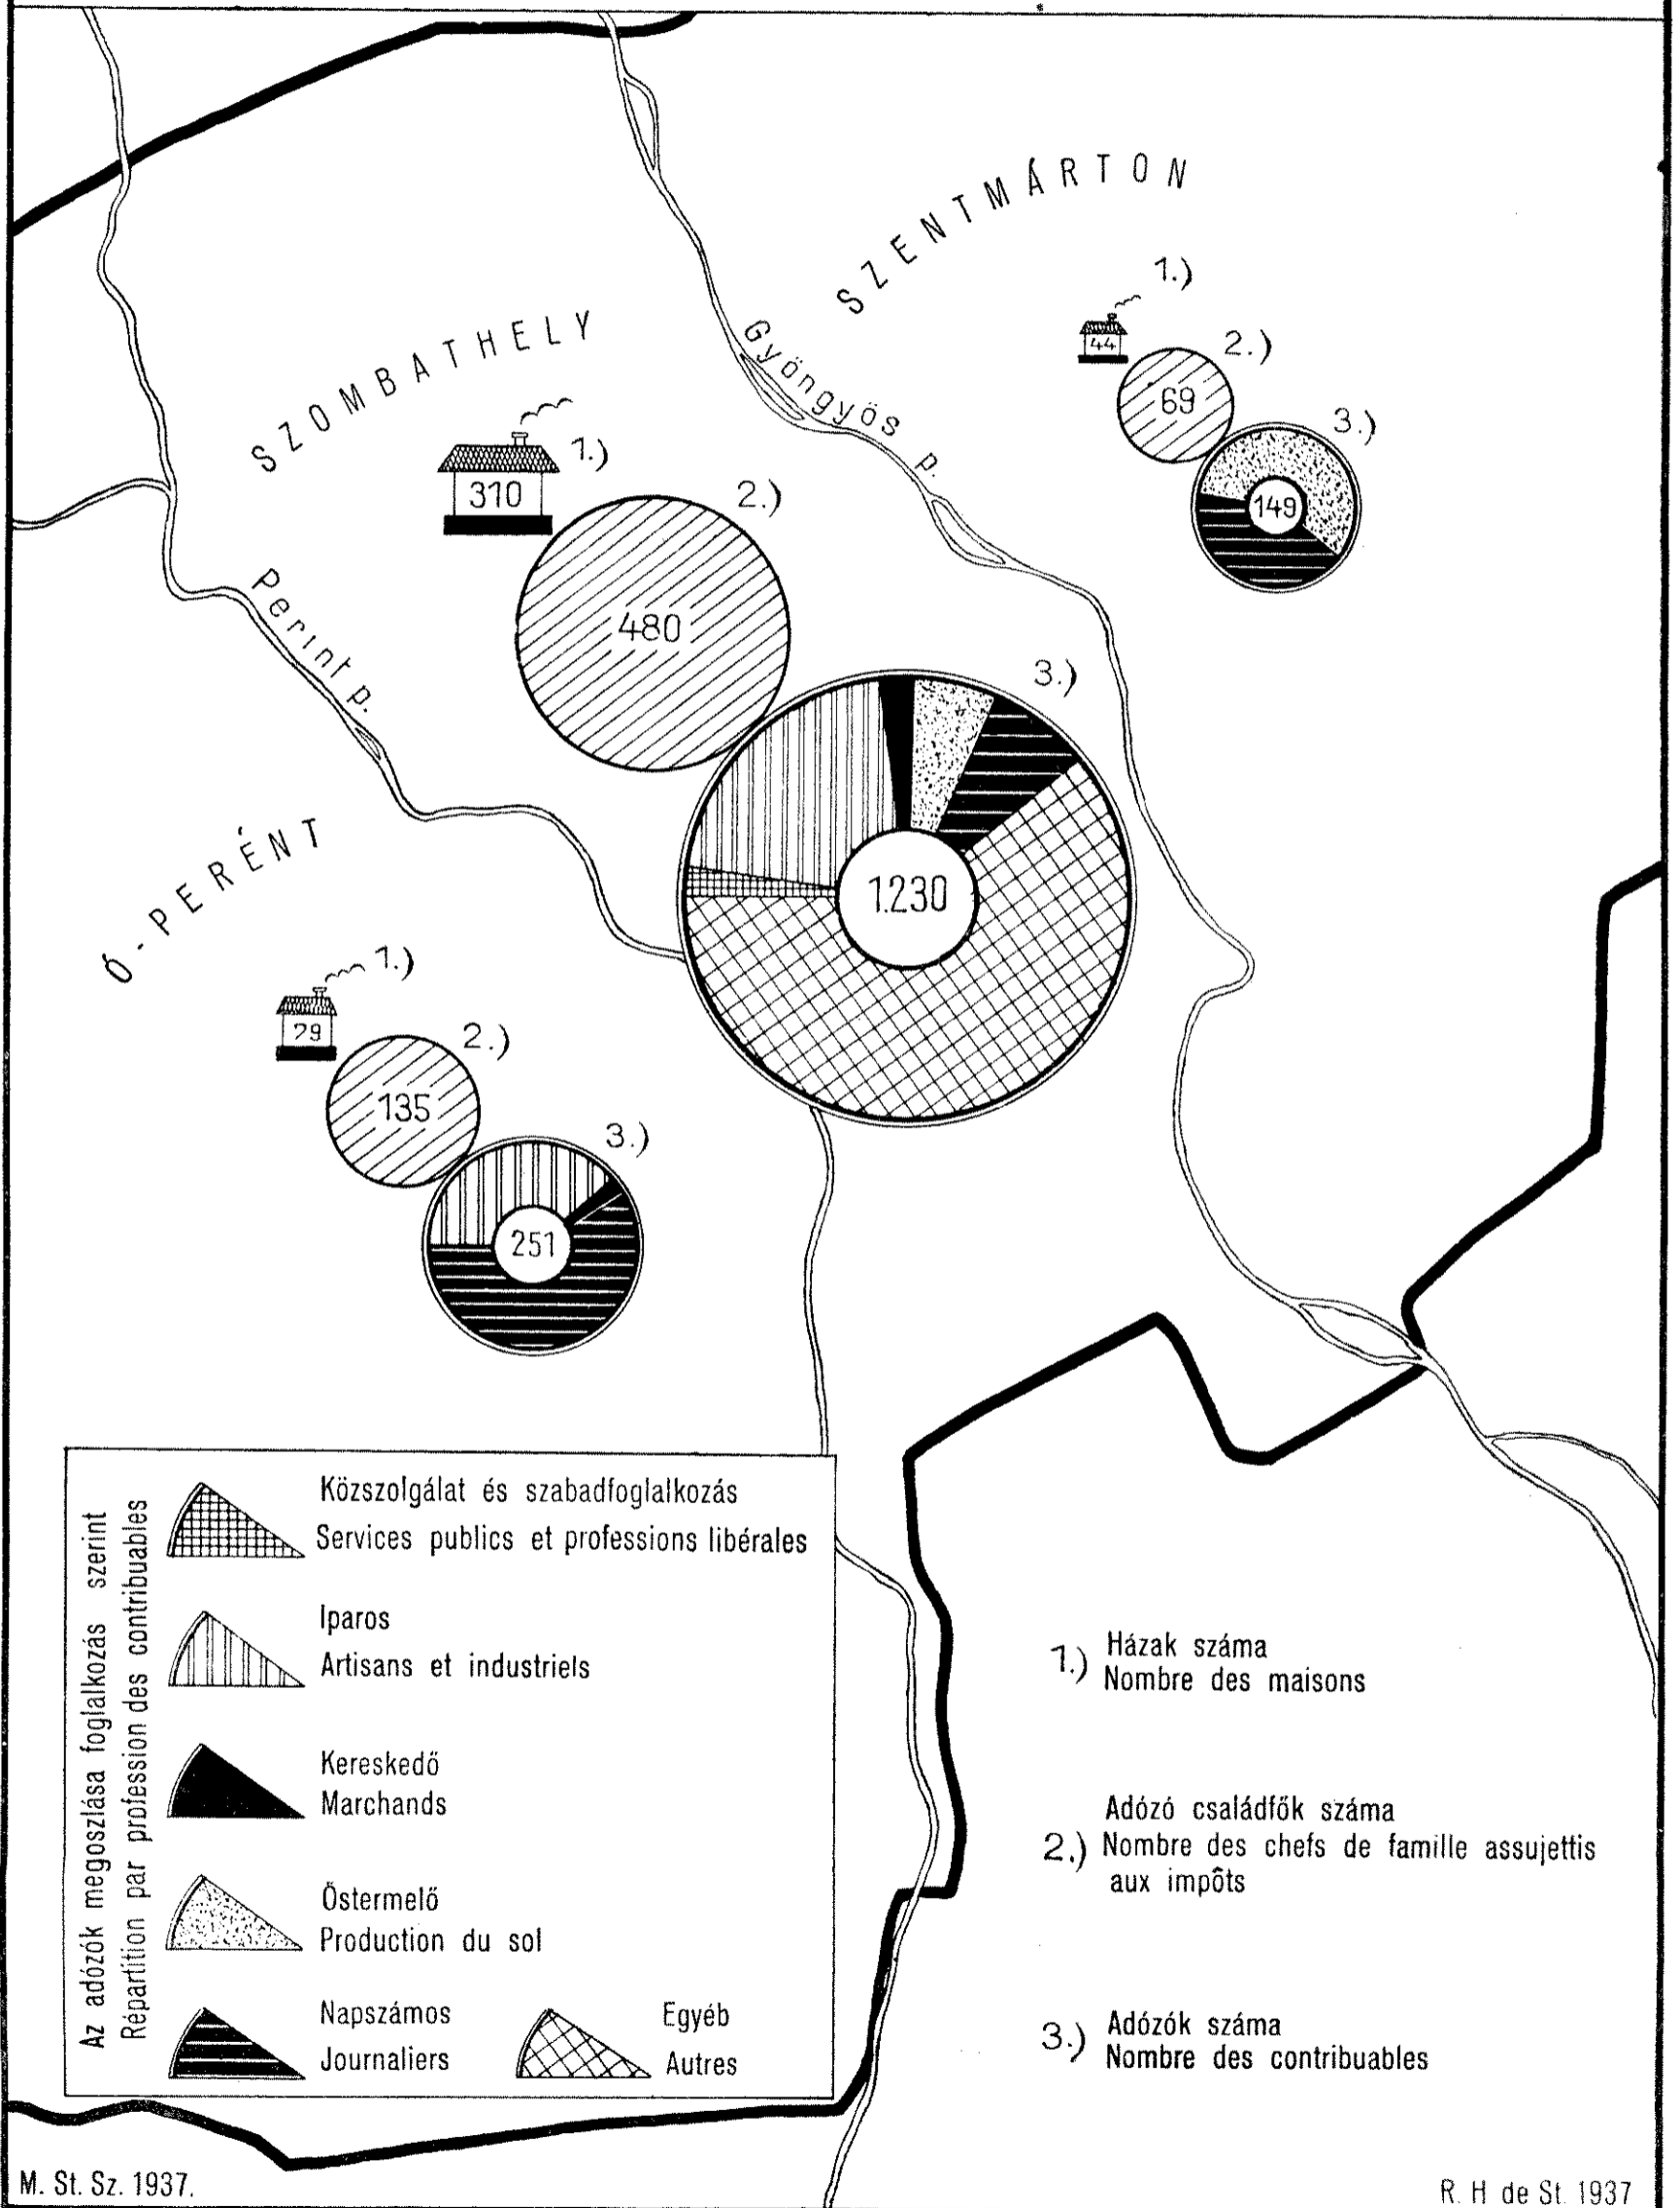 SZENTMÁRTON
1.)
44
2.)
69
3.)
149
SZOMBATHELY
1.)
310
2.)
480
3.)
1.230
Gyöngyös p.
Perint p.
Ó-PERÉNT
1.)
29
2.)
135
3.)
251
Az adózók megoszlása foglalkozás szerint
Répartition par profession des contribuables
Közszolgálat és szabadfoglalkozás
Services publics et professions libérales
Iparos
Artisans et industriels
Kereskedő
Marchands
Őstermelő
Production du sol
Napszámos
Journaliers
Egyéb
Autres
1.) Házak száma
Nombre des maisons
Adózó családfők száma
2.) Nombre des chefs de famille assujettis
aux impôts
3.) Adózók száma
Nombre des contribuables
M. St. Sz. 1937.
R. H de St. 1937